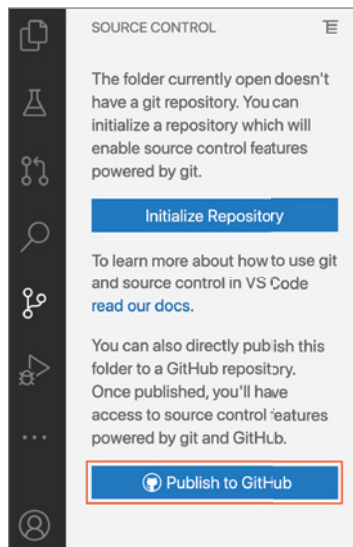 SOURCE CONTROL
The folder currently open doesn't
have a git repository. You can
initialize a repository which will
enable source control features
powered by git.
Initialize Repository
To learn more about how to use git
and source control in VS Code
read our docs.
You can also directly publish this
folder to a GitHub repository.
Once published, you'll have
access to source control features
powered by git and GitHub.
Publish to GitHub